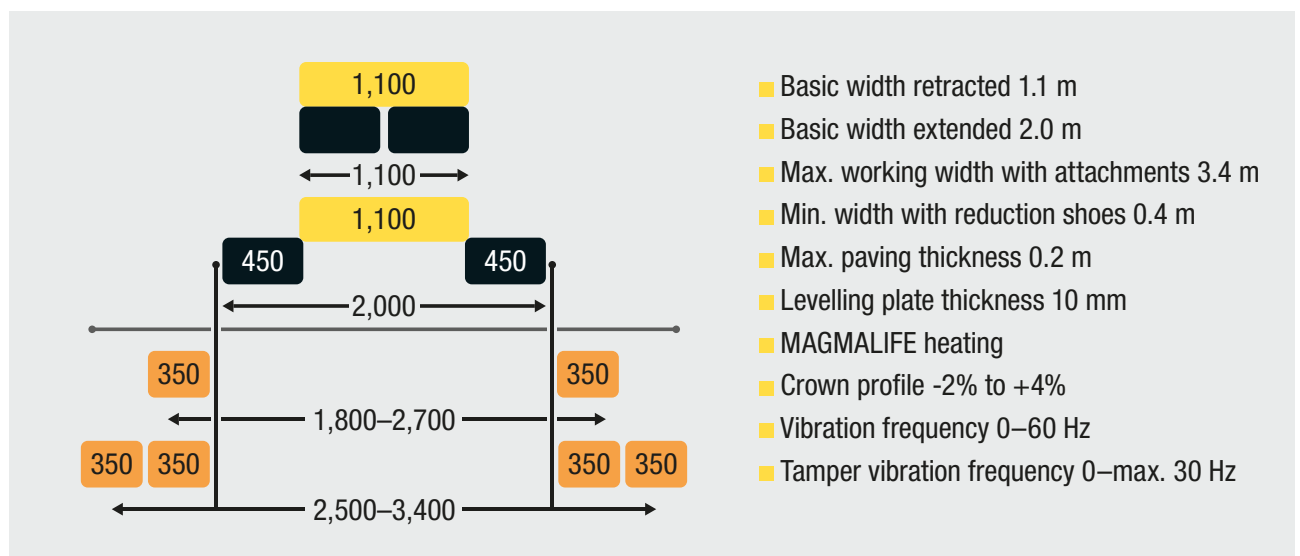 1,100
1,100
1,100
450 450
2,000
350 350
1,800–2,700
350 350 350 350
2,500–3,400
Basic width retracted 1.1 m
Basic width extended 2.0 m
Max. working width with attachments 3.4 m
Min. width with reduction shoes 0.4 m
Max. paving thickness 0.2 m
Levelling plate thickness 10 mm
MAGMALIFE heating
Crown profile -2% to +4%
Vibration frequency 0–60 Hz
Tamper vibration frequency 0–max. 30 Hz